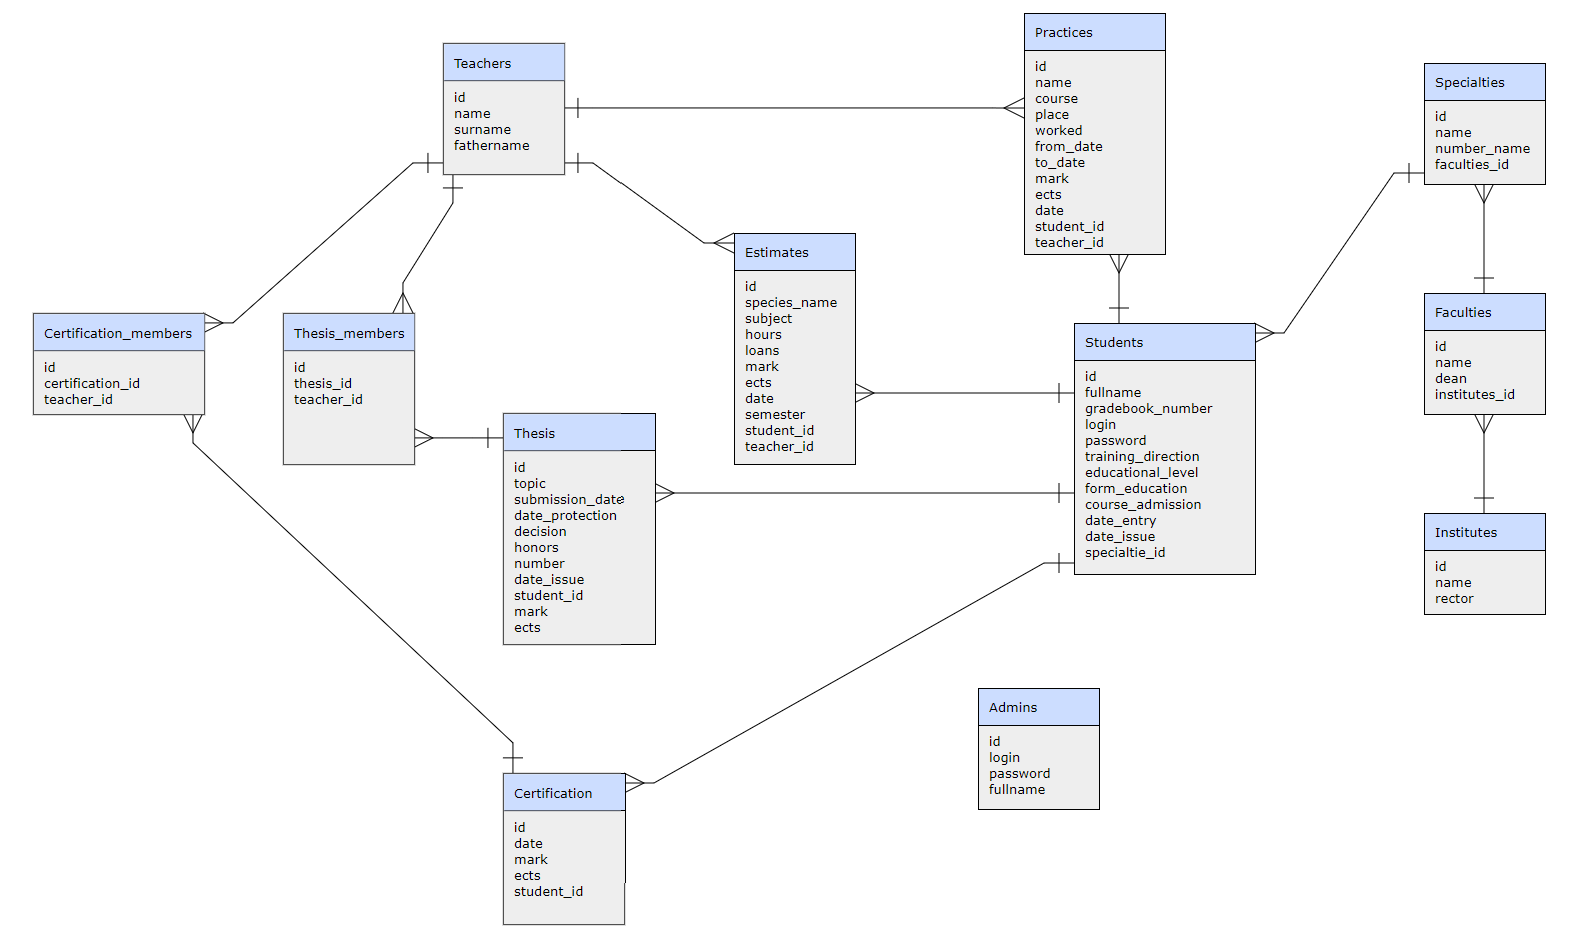 Teachers
id
name
surname
fathername
Practices
id
name
course
place
worked
from_date
to_date
mark
ects
date
student_id
teacher_id
Specialties
id
name
number_name
faculties_id
Certification_members
id
certification_id
teacher_id
Thesis_members
id
thesis_id
teacher_id
Estimates
id
species_name
subject
hours
loans
mark
ects
date
semester
student_id
teacher_id
Students
id
fullname
gradebook_number
login
password
training_direction
educational_level
form_education
course_admission
date_entry
date_issue
specialtie_id
Faculties
id
name
dean
institutes_id
Thesis
id
topic
submission_date
date_protection
decision
honors
number
date_issue
student_id
mark
ects
Institutes
id
name
rector
Admins
id
login
password
fullname
Certification
id
date
mark
ects
student_id